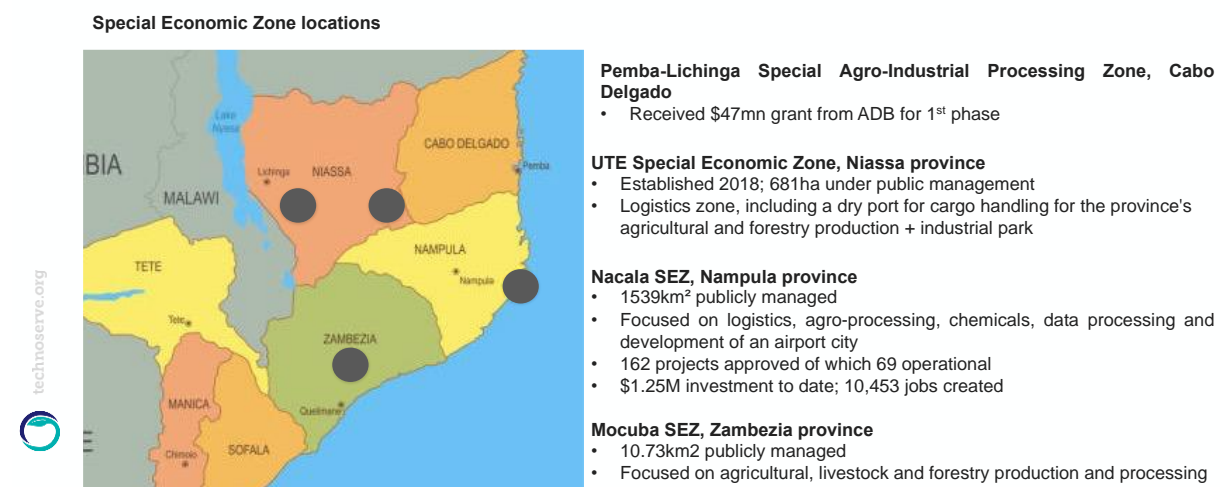 Special Economic Zone locations
Lake
Nyasa
BIA
Lichinga
NIASSA
CABO DELGADO
Pemba
MALAWI
NAMPULA
Nampula
TETE
Tete
ZAMBEZIA
MANICA
Quelimane
SOFALA
Chimoio
E
technoserve.org
Pemba-Lichinga Special Agro-Industrial Processing Zone, Cabo
Delgado
• Received $47mn grant from ADB for 1st phase
UTE Special Economic Zone, Niassa province
• Established 2018; 681ha under public management
• Logistics zone, including a dry port for cargo handling for the province's
agricultural and forestry production + industrial park
Nacala SEZ, Nampula province
• 1539km² publicly managed
• Focused on logistics, agro-processing, chemicals, data processing and
development of an airport city
• 162 projects approved of which 69 operational
• $1.25M investment to date; 10,453 jobs created
Mocuba SEZ, Zambezia province
• 10.73km2 publicly managed
• Focused on agricultural, livestock and forestry production and processing